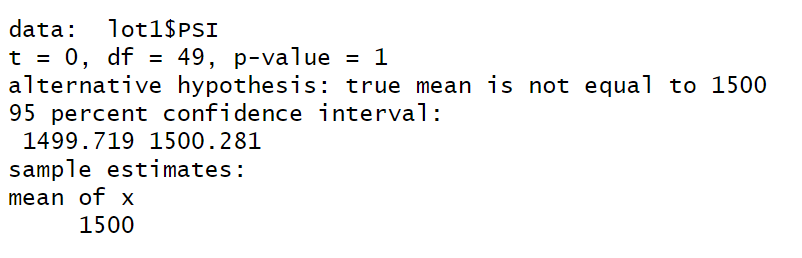 data:  lot1$PSI
t = 0, df = 49, p-value = 1
alternative hypothesis: true mean is not equal to 1500
95 percent confidence interval:
 1499.719 1500.281
sample estimates:
mean of x
     1500